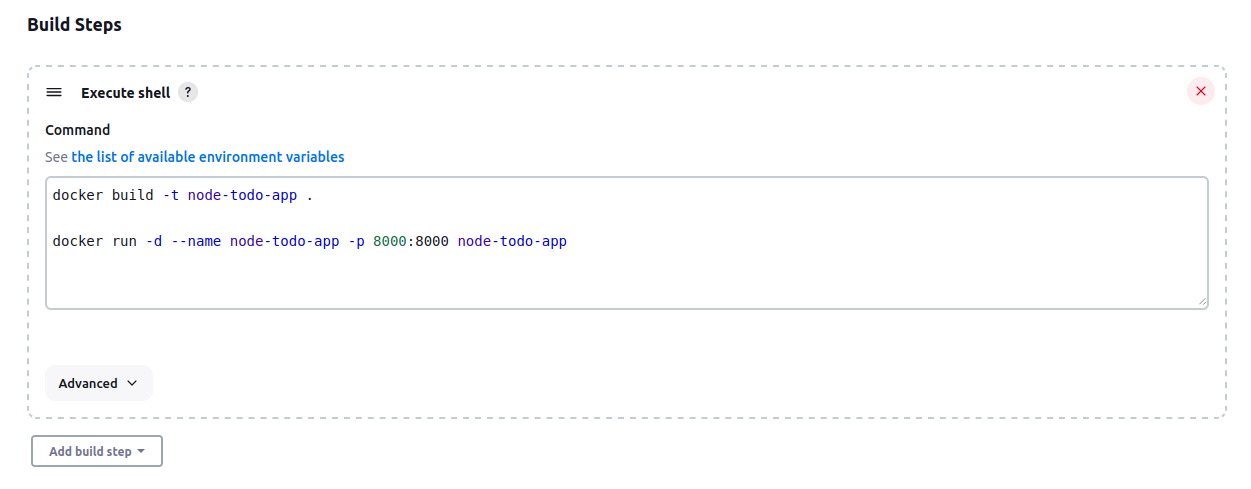 Build Steps
Execute shell ?
Command
See the list of available environment variables
docker build -t node-todo-app .
docker run -d --name node-todo-app -p 8000:8000 node-todo-app
Advanced
Add build step